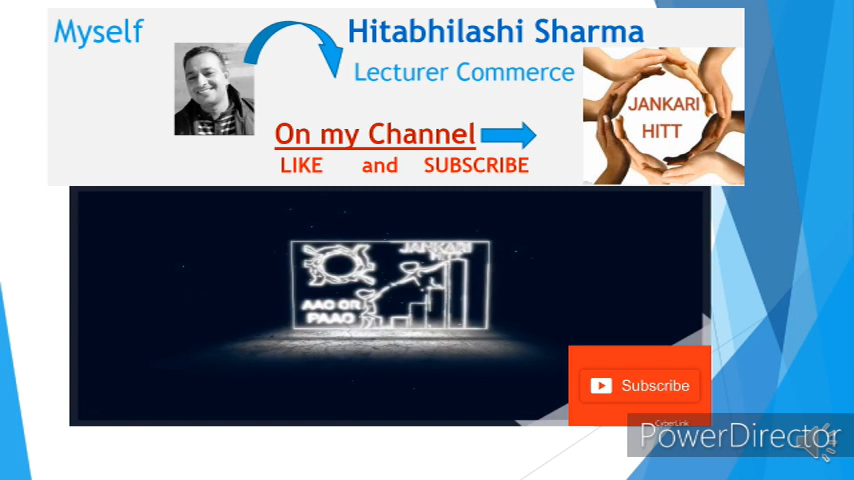 Myself
Hitabhilashi Sharma
Lecturer Commerce
JANKARI
HITT
On my Channel
LIKE and SUBSCRIBE
JANKARI
HITT
AAO OR
PAAO
Subscribe
CyberLink
PowerDirector